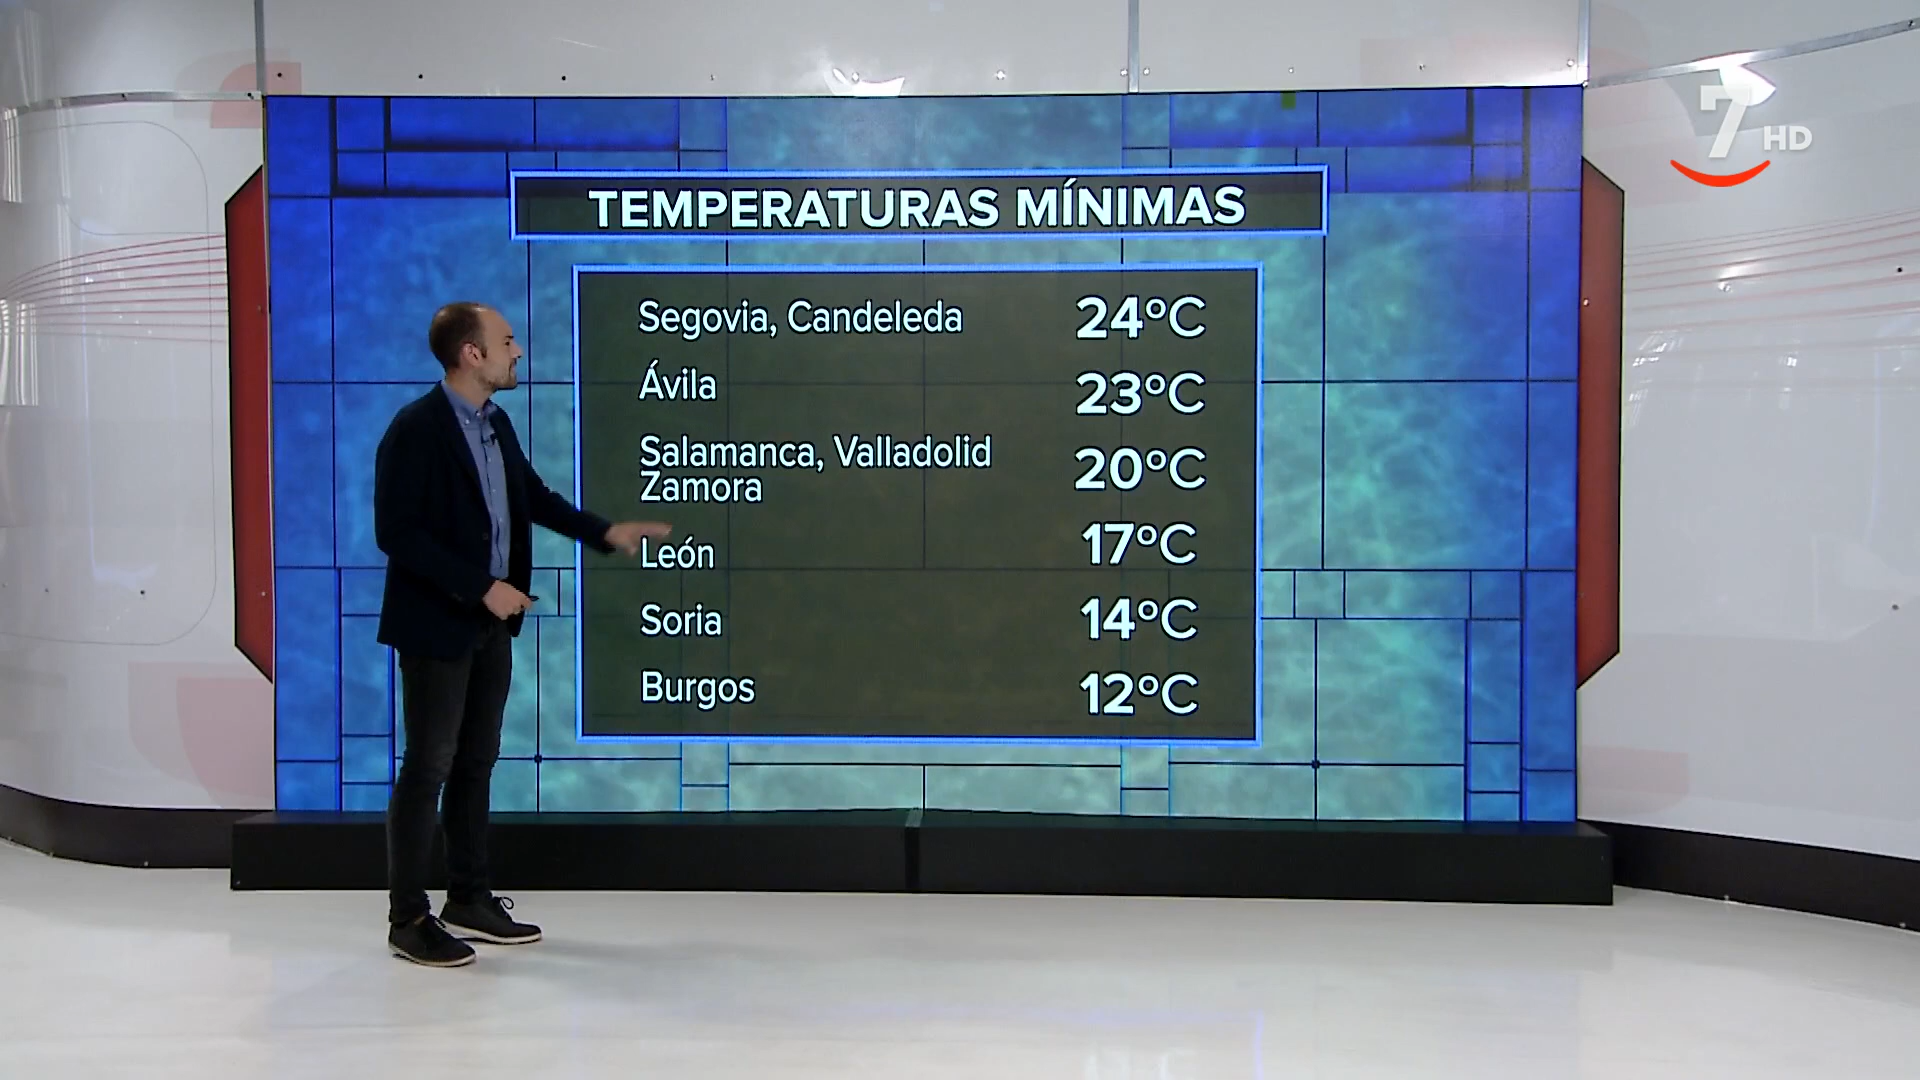 7 HD
TEMPERATURAS MÍNIMAS
Segovia, Candeleda 24ºC
Ávila 23ºC
Salamanca, Valladolid
Zamora 20ºC
León 17ºC
Soria 14ºC
Burgos 12ºC